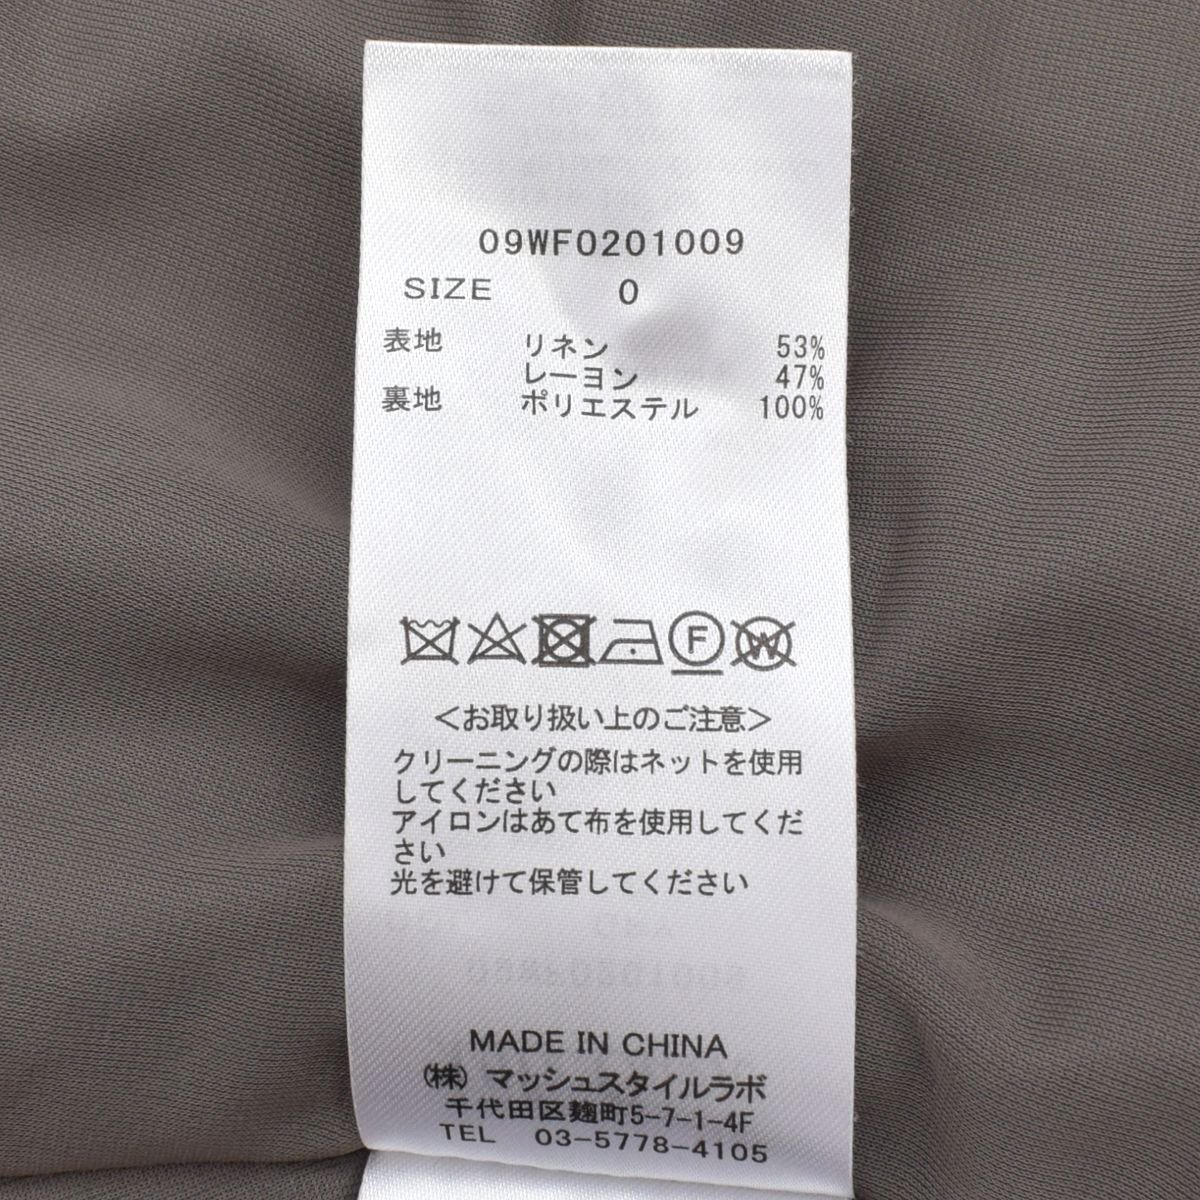 09WF0201009
SIZE 0
表地 リネン 53%
レーヨン 47%
裏地 ポリエステル 100%
F W
＜お取り扱い上のご注意＞
クリーニングの際はネットを使用
してください
アイロンはあて布を使用してくだ
さい
光を避けて保管してください
MADE IN CHINA
(株) マッシュスタイルラボ
千代田区麹町5-7-1-4F
TEL 03-5778-4105